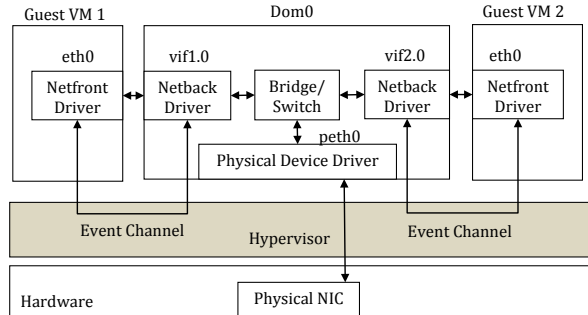 Guest VM 1
Dom0
Guest VM 2
eth0
vif1.0
vif2.0
eth0
Netfront
Driver
Netback
Driver
Bridge/
Switch
Netback
Driver
Netfront
Driver
peth0
Physical Device Driver
Event Channel
Hypervisor
Event Channel
Hardware
Physical NIC